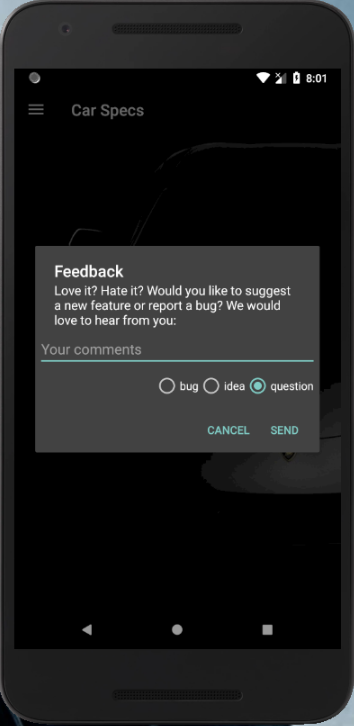 8:01
Car Specs
Feedback
Love it? Hate it? Would you like to suggest
a new feature or report a bug? We would
love to hear from you:
Your comments
bug idea question
CANCEL SEND